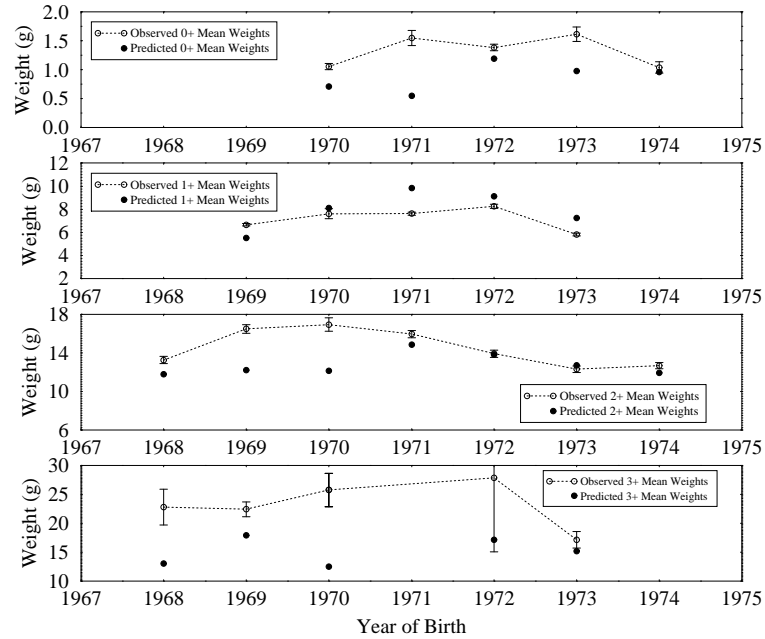 2.0
1.5
1.0
0.5
0.0
Weight (g)
Observed 0+ Mean Weights
Predicted 0+ Mean Weights
1967 1968 1969 1970 1971 1972 1973 1974 1975
12
10
8
6
4
2
Weight (g)
Observed 1+ Mean Weights
Predicted 1+ Mean Weights
1967 1968 1969 1970 1971 1972 1973 1974 1975
18
14
10
6
Weight (g)
Observed 2+ Mean Weights
Predicted 2+ Mean Weights
1967 1968 1969 1970 1971 1972 1973 1974 1975
30
25
20
15
10
Weight (g)
Observed 3+ Mean Weights
Predicted 3+ Mean Weights
1967 1968 1969 1970 1971 1972 1973 1974 1975
Year of Birth